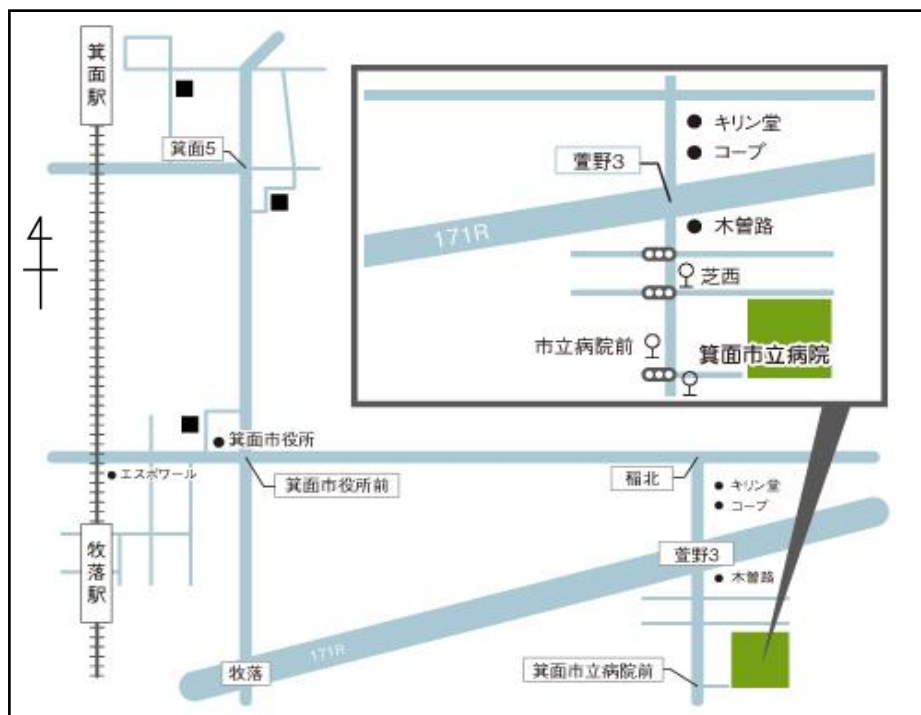 箕面駅
箕面5
キリン堂
コープ
萱野3
171R
木曽路
芝西
市立病院前
箕面市立病院
箕面市役所
エスポワール
箕面市役所前
稲北
キリン堂
コープ
牧落駅
萱野3
木曽路
171R
牧落
箕面市立病院前